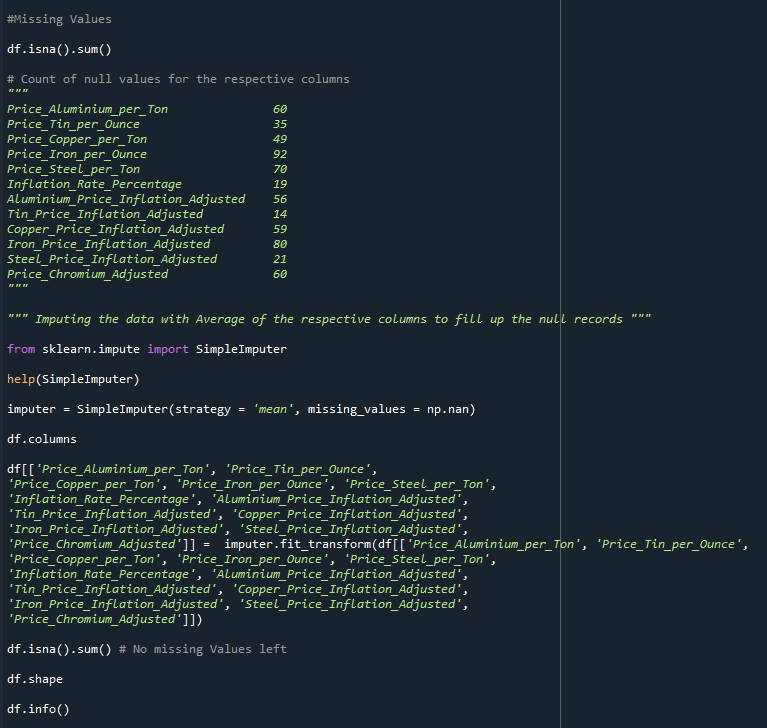 #Missing Values
df.isna().sum()
# Count of null values for the respective columns
"""
Price_Aluminium_per_Ton 60
Price_Tin_per_Ounce 35
Price_Copper_per_Ton 49
Price_Iron_per_Ounce 92
Price_Steel_per_Ton 70
Inflation_Rate_Percentage 19
Aluminium_Price_Inflation_Adjusted 56
Tin_Price_Inflation_Adjusted 14
Copper_Price_Inflation_Adjusted 59
Iron_Price_Inflation_Adjusted 80
Steel_Price_Inflation_Adjusted 21
Price_Chromium_Adjusted 60
"""
""" Imputing the data with Average of the respective columns to fill up the null records """
from sklearn.impute import SimpleImputer
help(SimpleImputer)
imputer = SimpleImputer(strategy = 'mean', missing_values = np.nan)
df.columns
df[['Price_Aluminium_per_Ton', 'Price_Tin_per_Ounce',
'Price_Copper_per_Ton', 'Price_Iron_per_Ounce', 'Price_Steel_per_Ton',
'Inflation_Rate_Percentage', 'Aluminium_Price_Inflation_Adjusted',
'Tin_Price_Inflation_Adjusted', 'Copper_Price_Inflation_Adjusted',
'Iron_Price_Inflation_Adjusted', 'Steel_Price_Inflation_Adjusted',
'Price_Chromium_Adjusted']] =  imputer.fit_transform(df[['Price_Aluminium_per_Ton', 'Price_Tin_per_Ounce',
'Price_Copper_per_Ton', 'Price_Iron_per_Ounce', 'Price_Steel_per_Ton',
'Inflation_Rate_Percentage', 'Aluminium_Price_Inflation_Adjusted',
'Tin_Price_Inflation_Adjusted', 'Copper_Price_Inflation_Adjusted',
'Iron_Price_Inflation_Adjusted', 'Steel_Price_Inflation_Adjusted',
'Price_Chromium_Adjusted']])
df.isna().sum() # No missing Values left
df.shape
df.info()